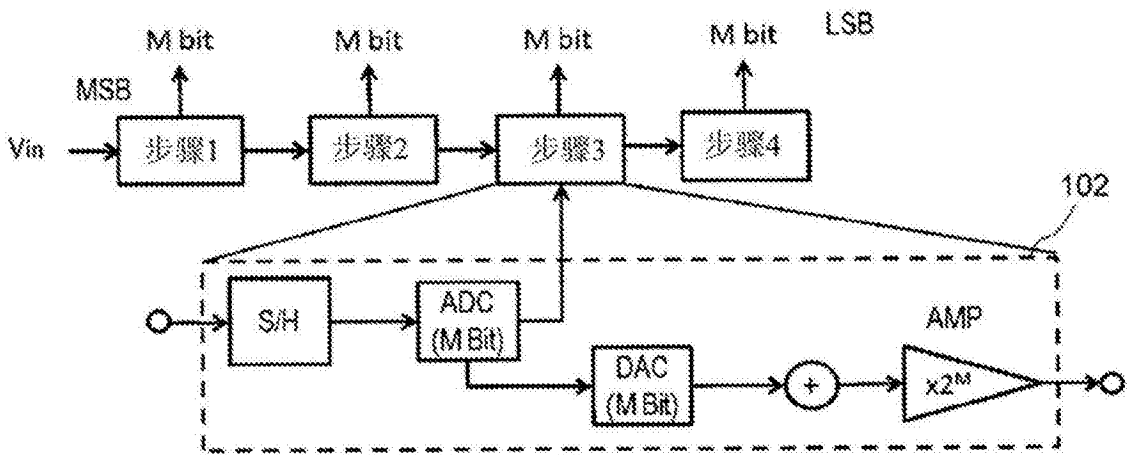 M bit
M bit
M bit
M bit
LSB
MSB
Vin
步骤1
步骤2
步骤3
步骤4
102
S/H
ADC
(M Bit)
AMP
DAC
(M Bit)
+
x2ᴹ